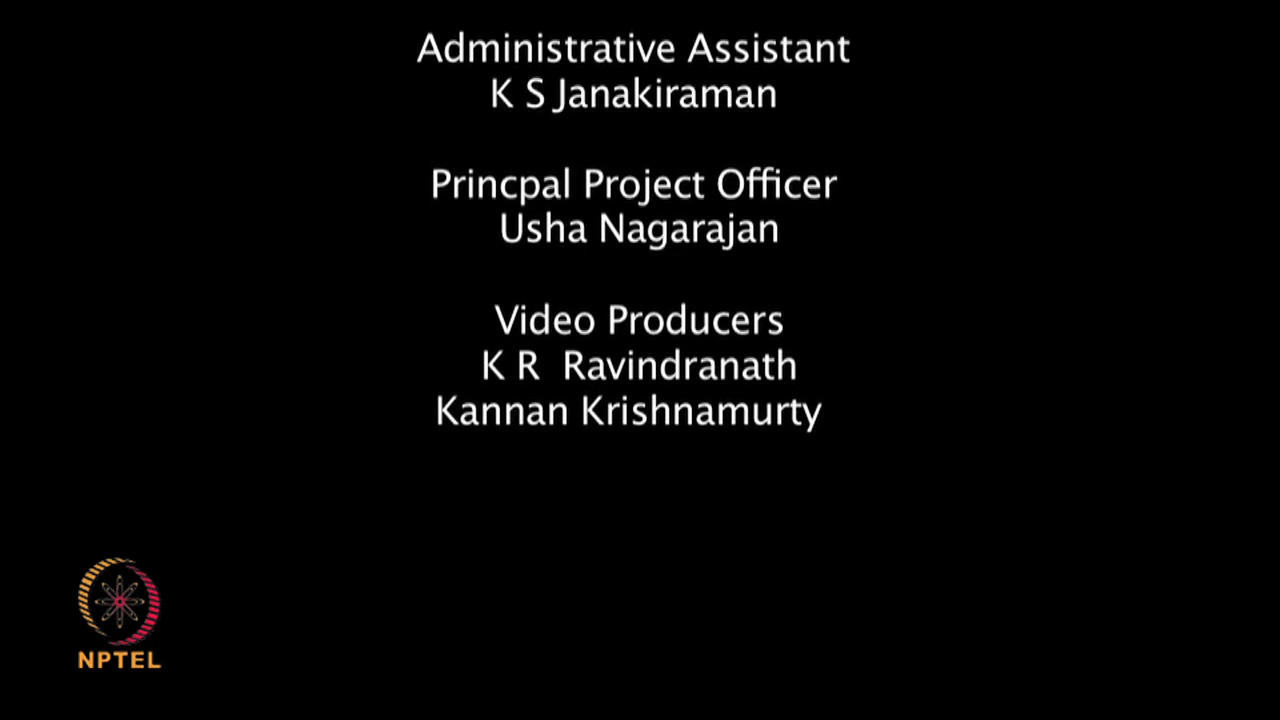 Administrative Assistant
K S Janakiraman
Princpal Project Officer
Usha Nagarajan
Video Producers
K R  Ravindranath
Kannan Krishnamurty
NPTEL